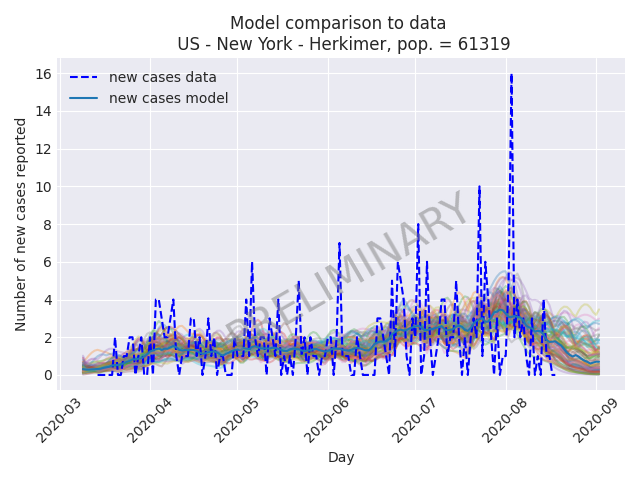 Model comparison to data
US - New York - Herkimer, pop. = 61319
new cases data
new cases model
PRELIMINARY
Number of new cases reported
16
14
12
10
8
6
4
2
0
2020-03
2020-04
2020-05
2020-06
2020-07
2020-08
2020-09
Day